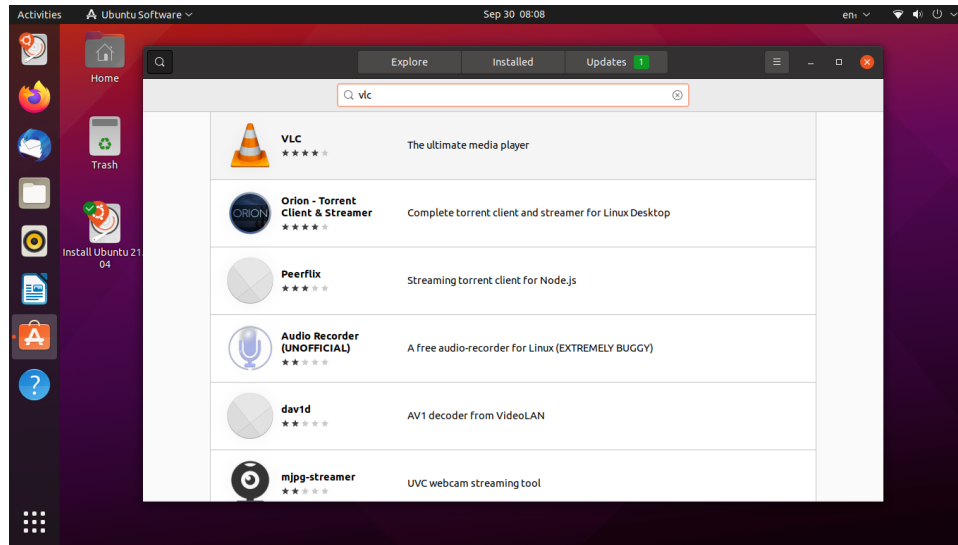 Activities
Ubuntu Software
Sep 30 08:08
en₁
Home
Trash
Install Ubuntu 21.
04
Explore
Installed
Updates 1
vlc
VLC
The ultimate media player
ORION
Orion - Torrent
Client & Streamer
Complete torrent client and streamer for Linux Desktop
Peerflix
Streaming torrent client for Node.js
Audio Recorder
(UNOFFICIAL)
A free audio-recorder for Linux (EXTREMELY BUGGY)
dav1d
AV1 decoder from VideoLAN
mjpg-streamer
UVC webcam streaming tool